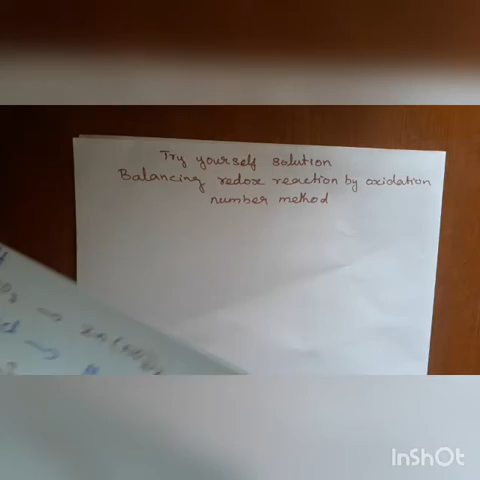 Try yourself solution
Balancing redox reaction by oxidation
number method
InShOt